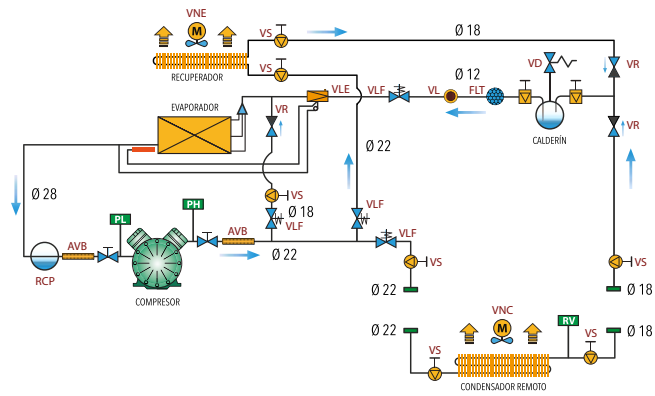 VNE
M
VS
Ø 18
RECUPERADOR
VS
VD
VR
Ø 12
VLE
VLF
VL
FLT
EVAPORADOR
VR
CALDERÍN
VR
Ø 22
Ø 28
VS
PH
PL
Ø 18
VLF
VLF
VLF
AVB
AVB
Ø 22
RCP
VS
VS
COMPRESOR
Ø 22
Ø 18
VNC
M
RV
Ø 22
Ø 18
VS
VS
CONDENSADOR REMOTO